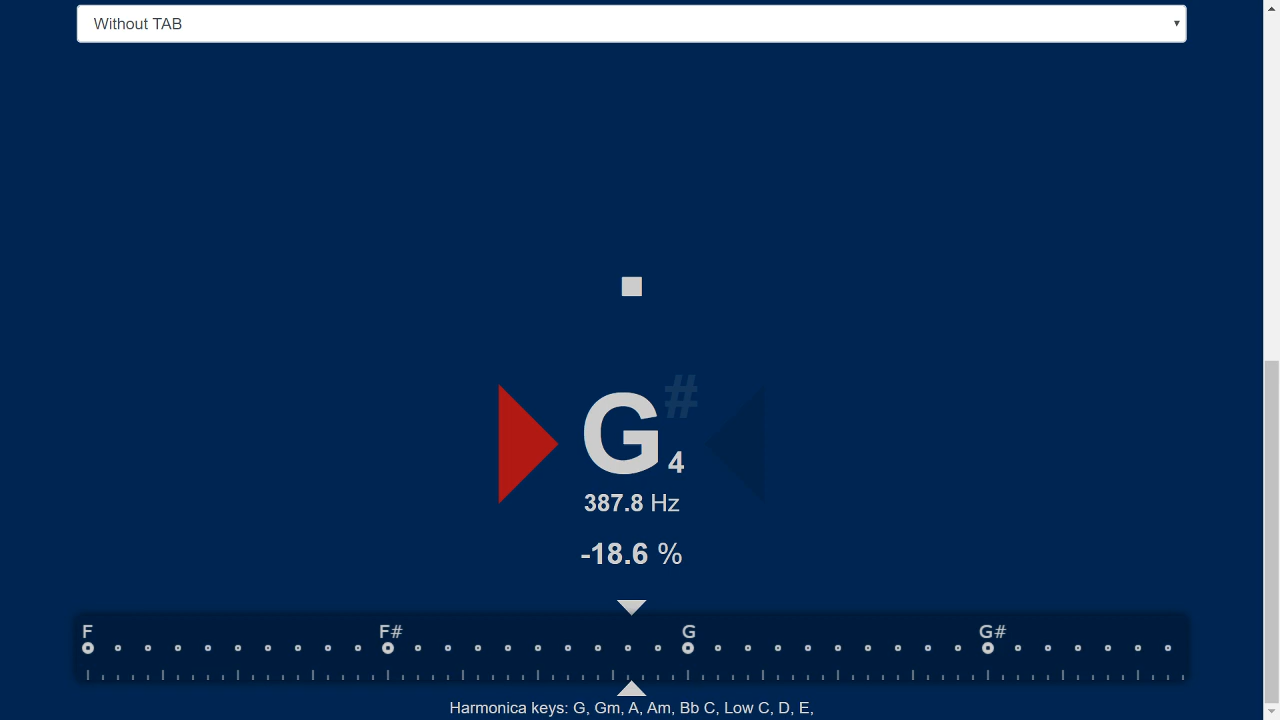 Without TAB
G#
4
387.8 Hz
-18.6 %
F F# G G#
Harmonica keys: G, Gm, A, Am, Bb C, Low C, D, E,